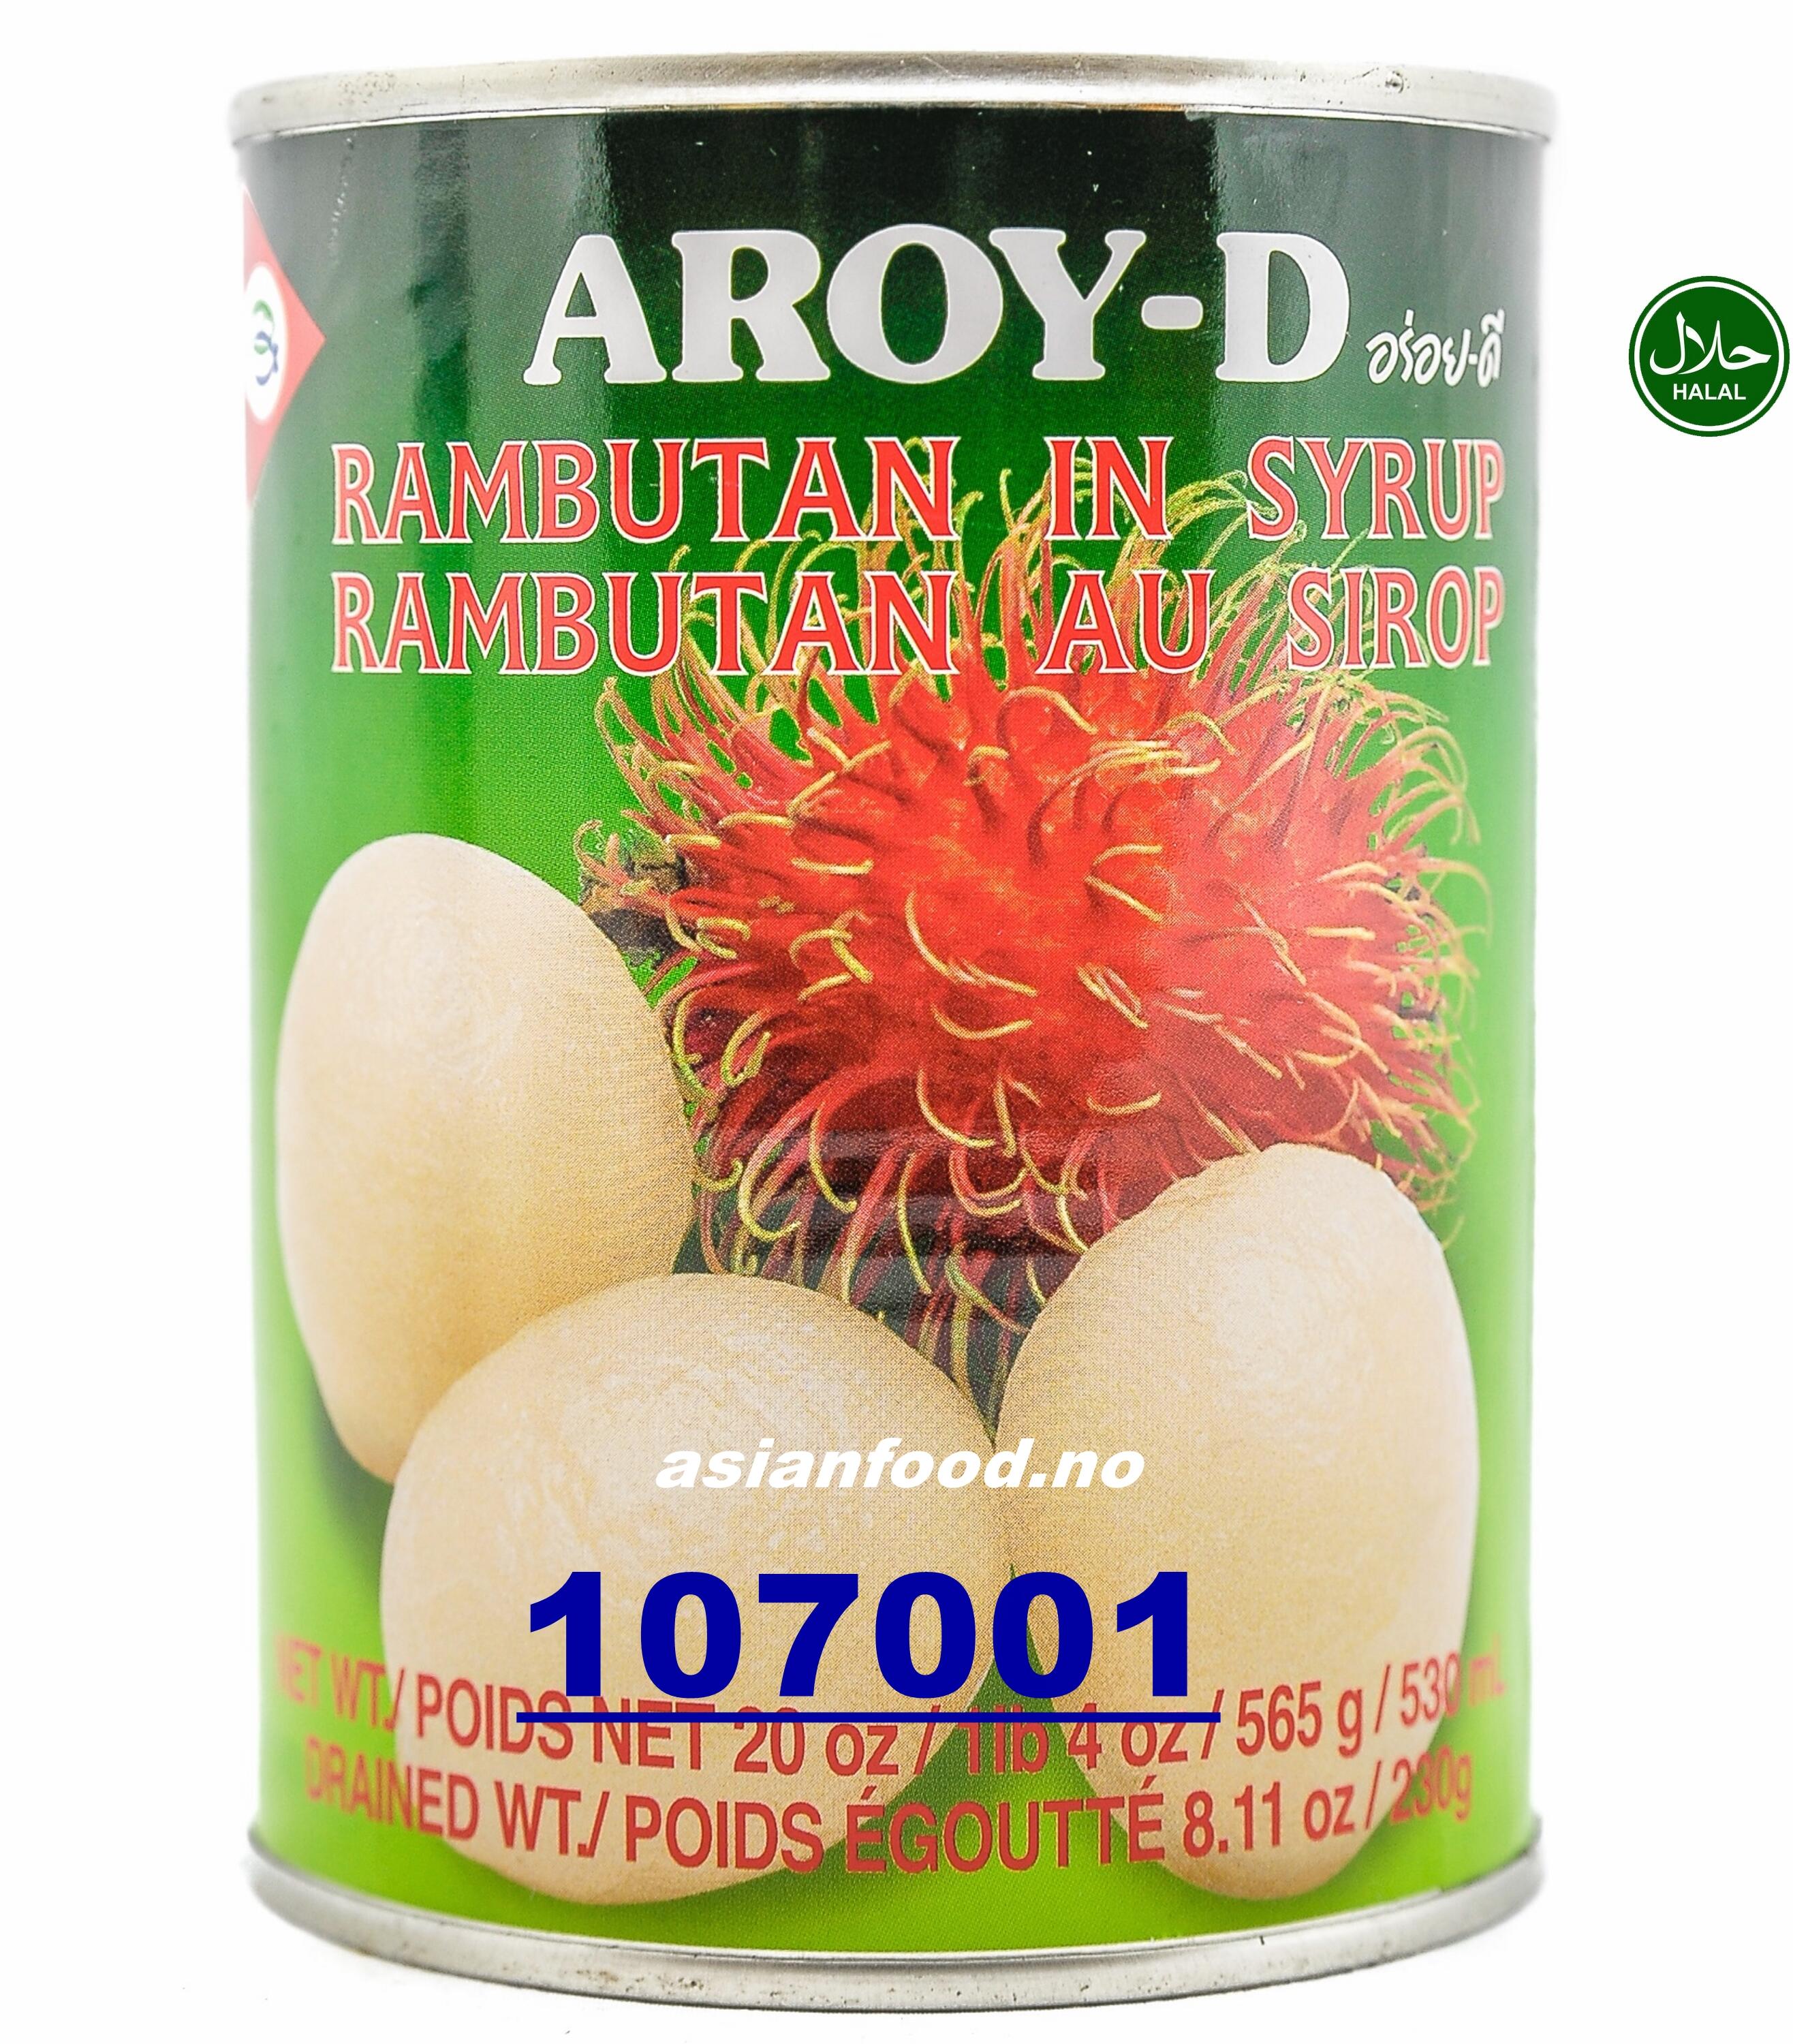 AROY-D อร่อย-ดี
حلال
HALAL
RAMBUTAN IN SYRUP
RAMBUTAN AU SIROP
asianfood.no
107001
NET WT./ POIDS NET 20 oz / 1lb 4 oz / 565 g / 530 mL
DRAINED WT./ POIDS ÉGOUTTÉ 8.11 oz / 230g